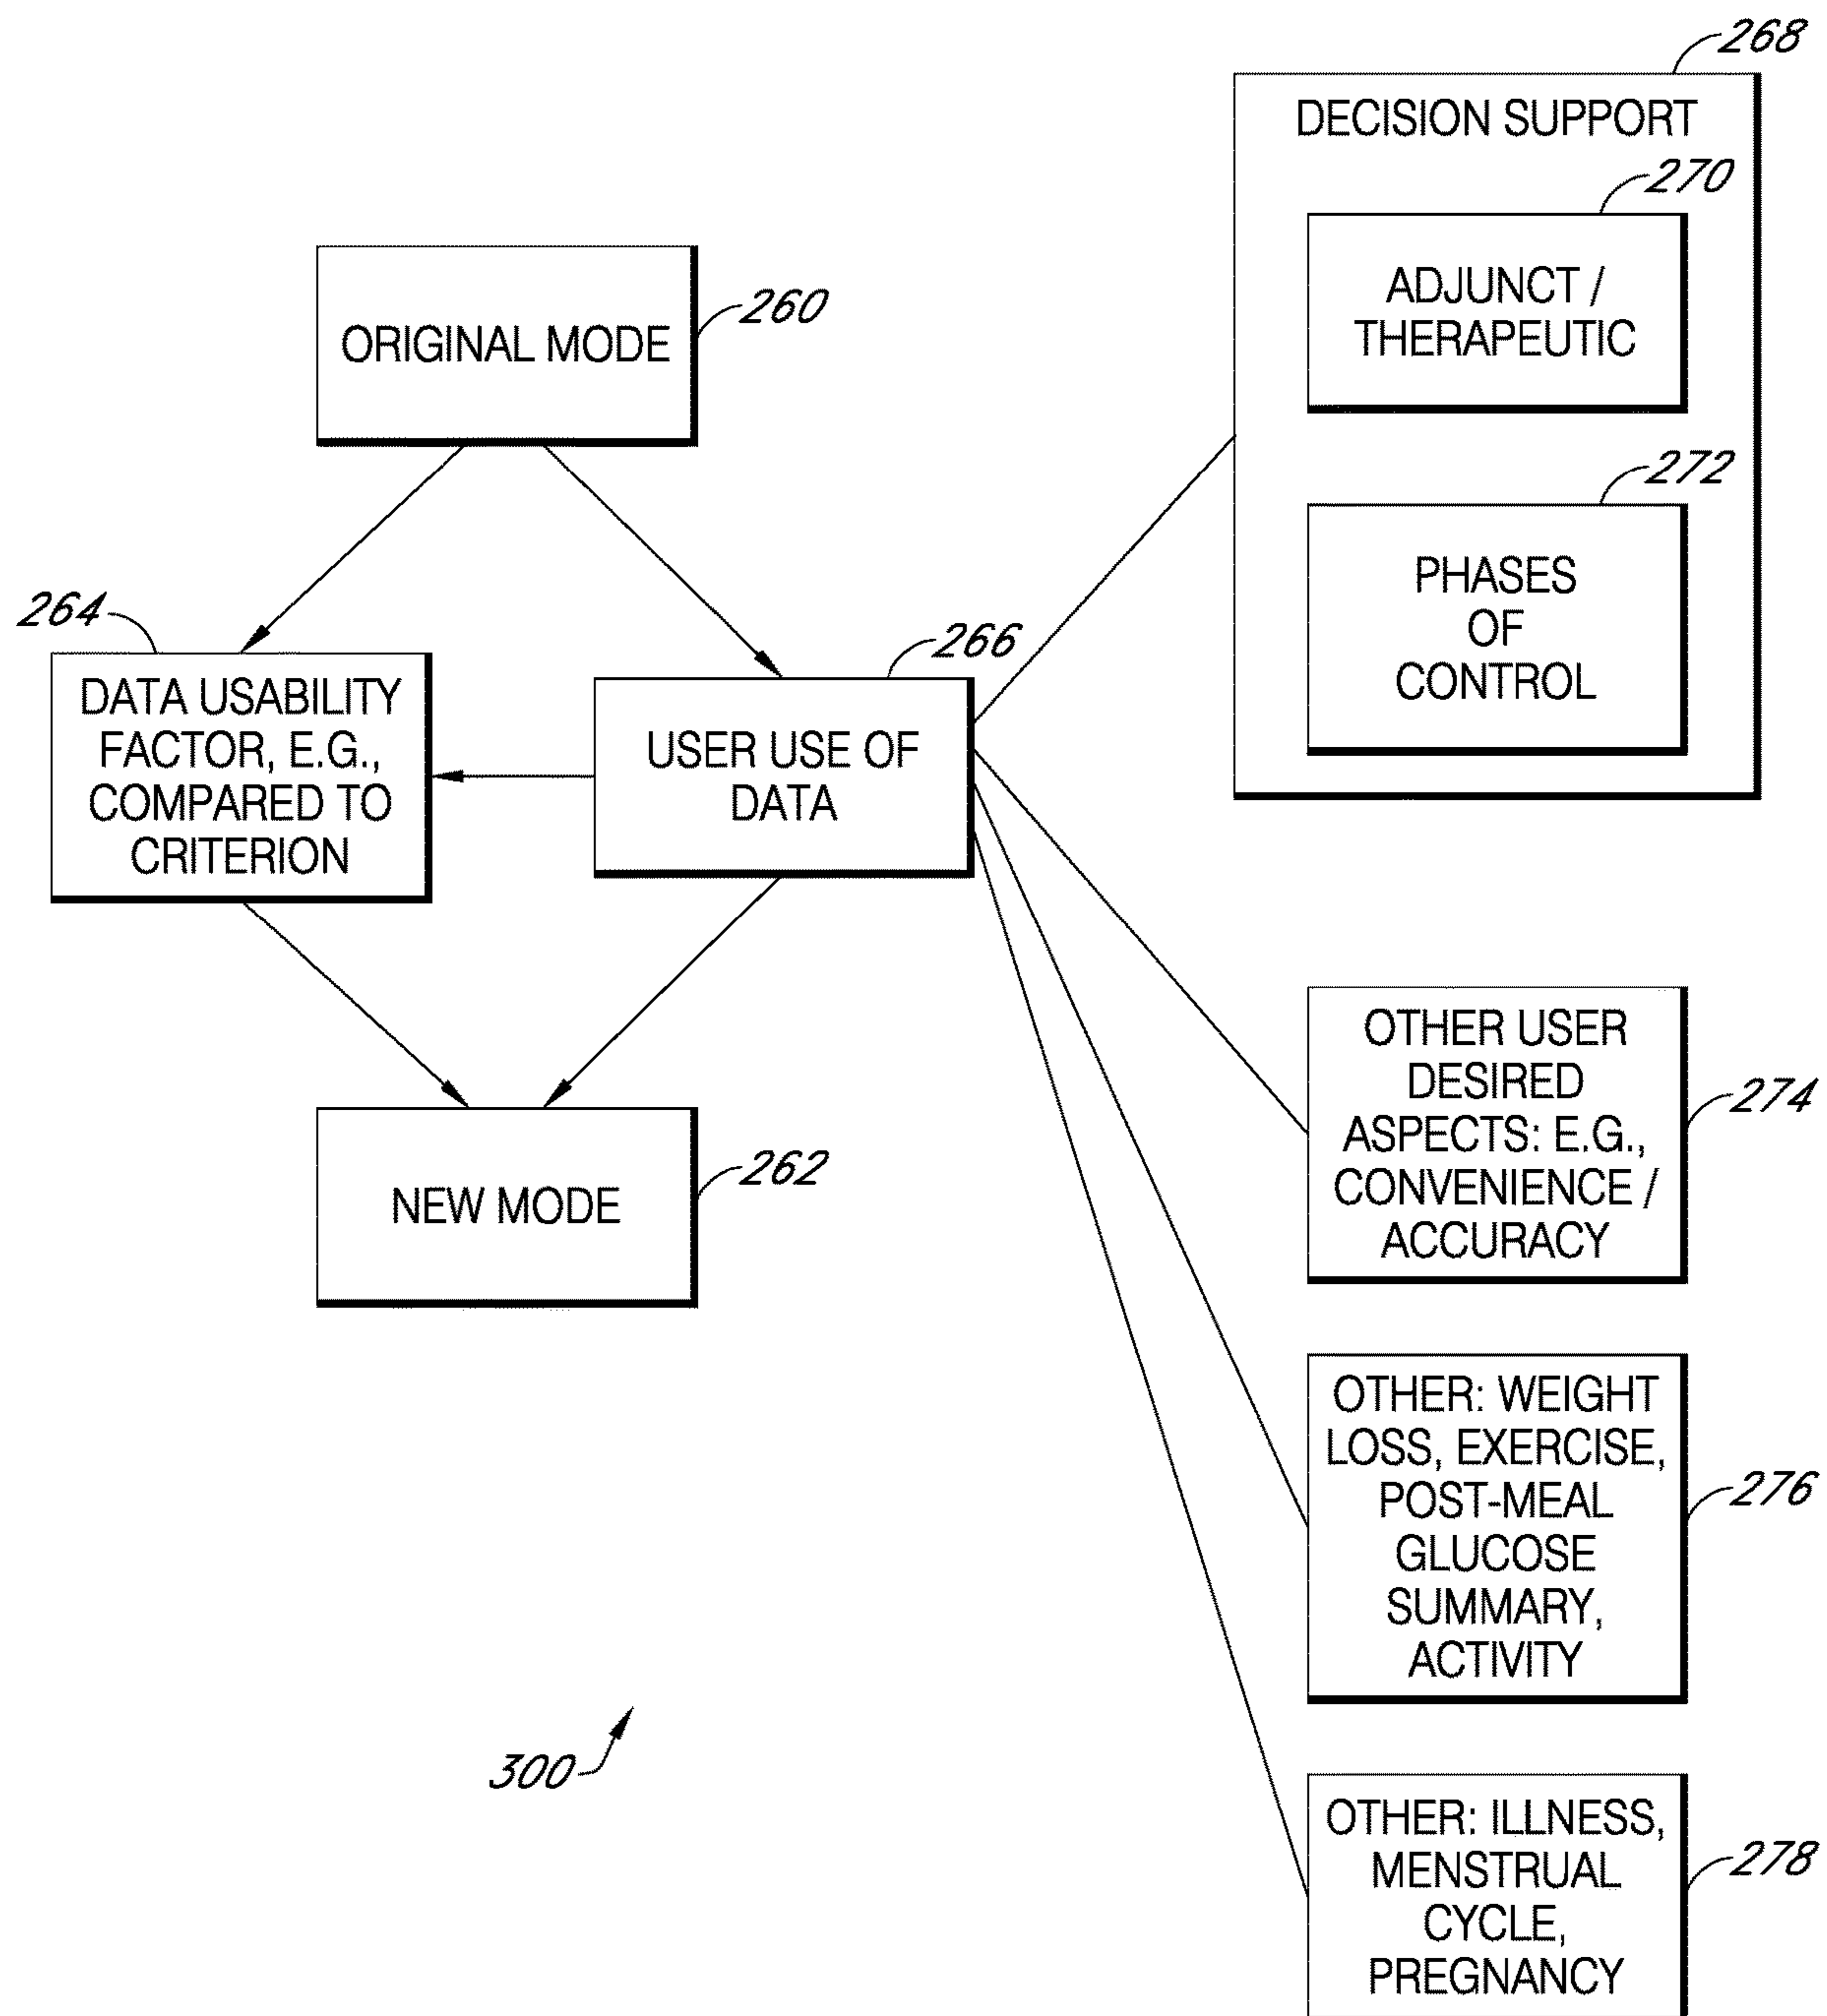 268
DECISION SUPPORT
270
ADJUNCT /
THERAPEUTIC
272
PHASES
OF
CONTROL
260
ORIGINAL MODE
264
DATA USABILITY
FACTOR, E.G.,
COMPARED TO
CRITERION
266
USER USE OF
DATA
262
NEW MODE
OTHER USER
DESIRED
ASPECTS: E.G.,
CONVENIENCE /
ACCURACY
274
OTHER: WEIGHT
LOSS, EXERCISE,
POST-MEAL
GLUCOSE
SUMMARY,
ACTIVITY
276
300
OTHER: ILLNESS,
MENSTRUAL
CYCLE,
PREGNANCY
278